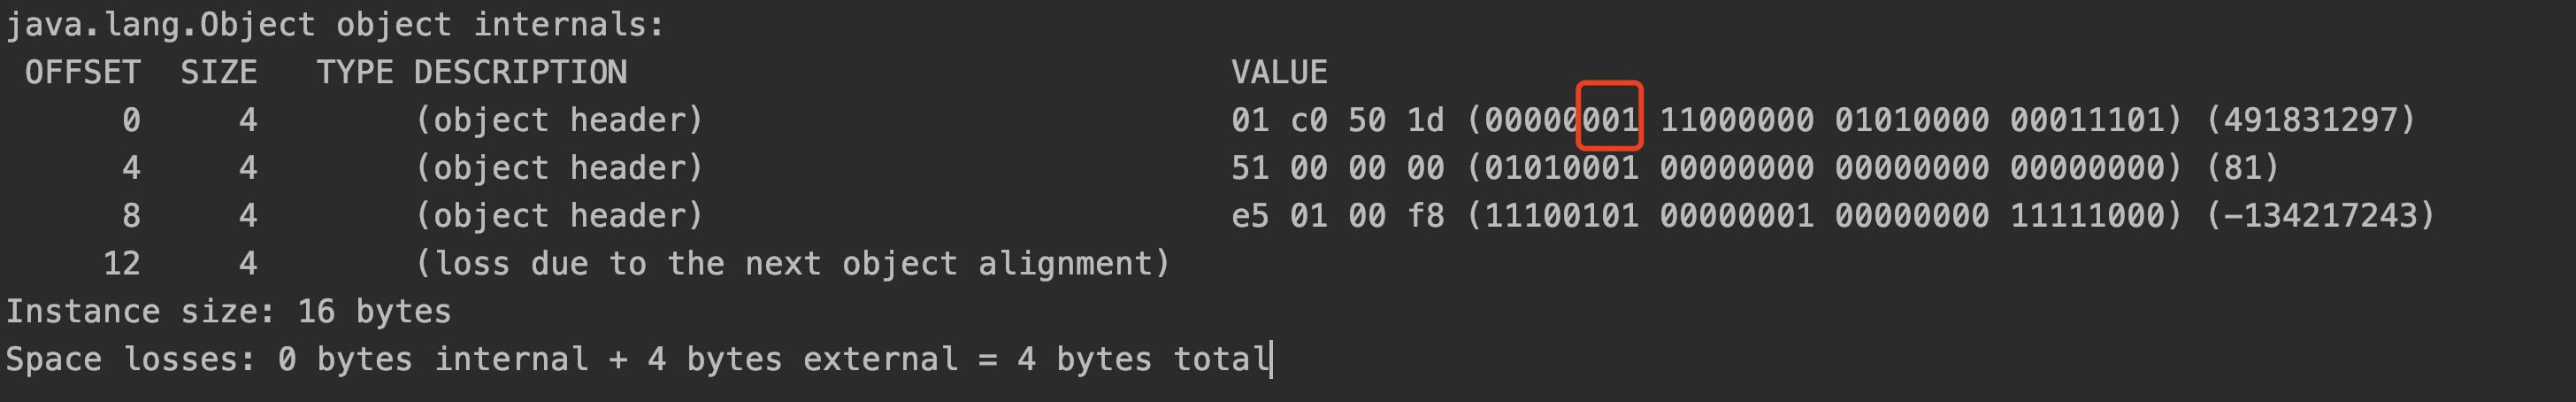 java.lang.Object object internals:
 OFFSET  SIZE   TYPE DESCRIPTION                               VALUE
      0     4        (object header)                           01 c0 50 1d (00000001 11000000 01010000 00011101) (491831297)
      4     4        (object header)                           51 00 00 00 (01010001 00000000 00000000 00000000) (81)
      8     4        (object header)                           e5 01 00 f8 (11100101 00000001 00000000 11111000) (-134217243)
     12     4        (loss due to the next object alignment)
Instance size: 16 bytes
Space losses: 0 bytes internal + 4 bytes external = 4 bytes total